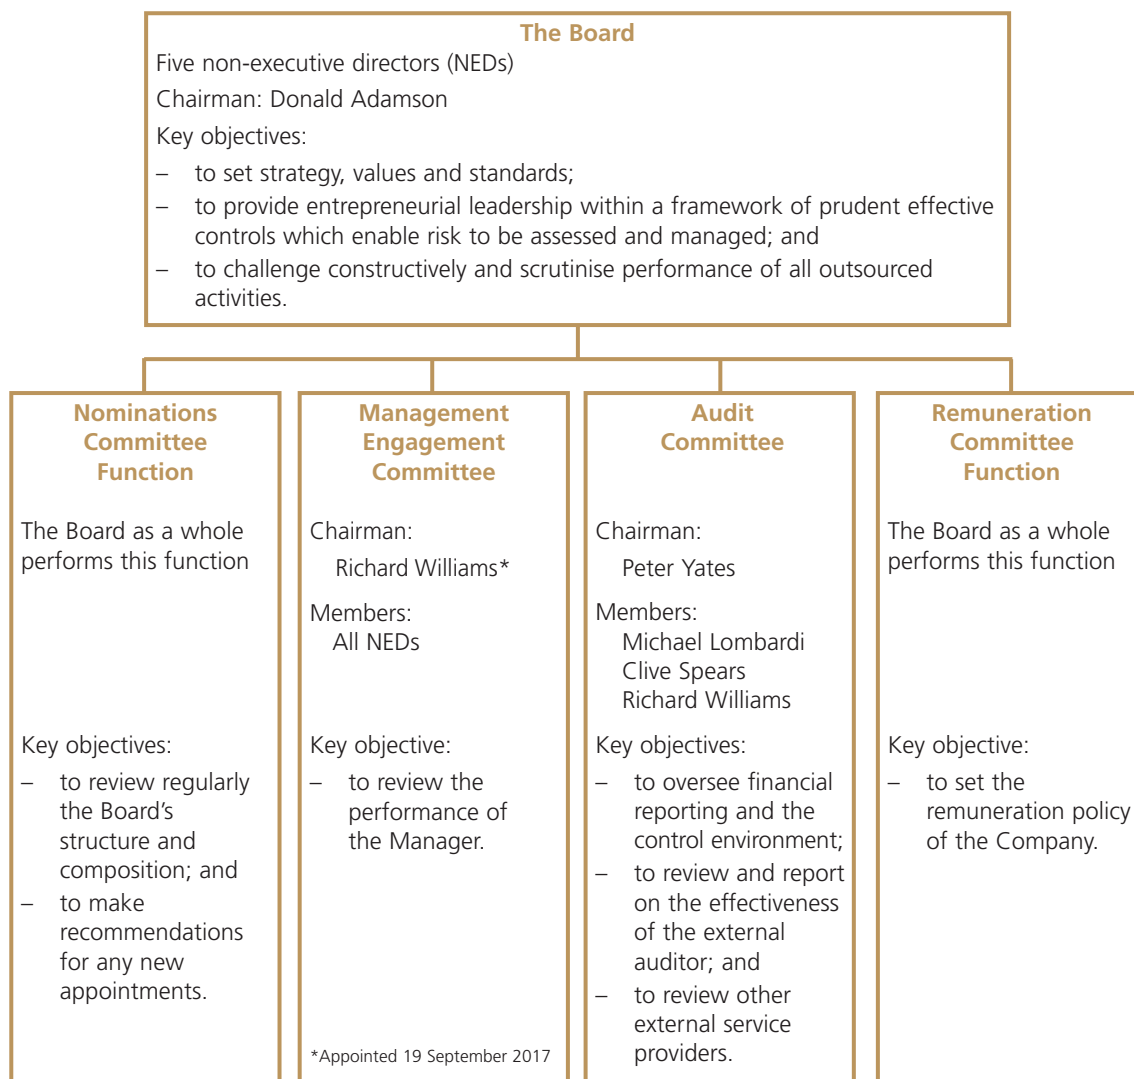 The Board
Five non-executive directors (NEDs)
Chairman: Donald Adamson
Key objectives:
– to set strategy, values and standards;
– to provide entrepreneurial leadership within a framework of prudent effective
controls which enable risk to be assessed and managed; and
– to challenge constructively and scrutinise performance of all outsourced
activities.
Nominations
Committee
Function
The Board as a whole
performs this function
Key objectives:
– to review regularly
the Board's
structure and
composition; and
– to make
recommendations
for any new
appointments.
Management
Engagement
Committee
Chairman:
Richard Williams*
Members:
All NEDs
Key objective:
– to review the
performance of
the Manager.
*Appointed 19 September 2017
Audit
Committee
Chairman:
Peter Yates
Members:
Michael Lombardi
Clive Spears
Richard Williams
Key objectives:
– to oversee financial
reporting and the
control environment;
– to review and report
on the effectiveness
of the external
auditor; and
– to review other
external service
providers.
Remuneration
Committee
Function
The Board as a whole
performs this function
Key objective:
– to set the
remuneration policy
of the Company.